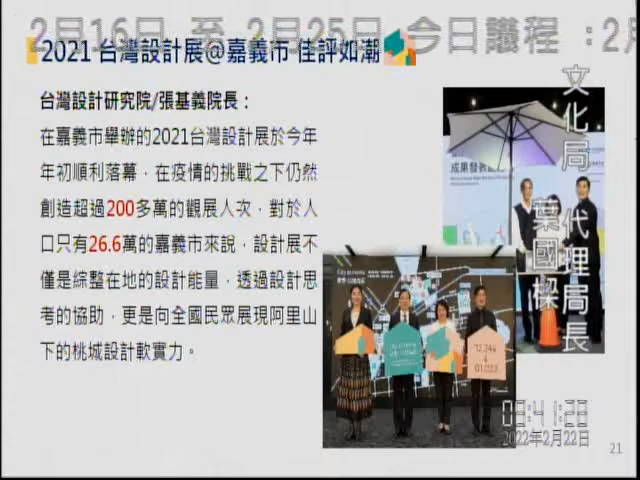 2月16日 至 2月25日 今日議程 :2月
2021 台灣設計展@嘉義市 佳評如潮
台灣設計研究院/張基義院長：
在嘉義市舉辦的2021台灣設計展於今年
年初順利落幕，在疫情的挑戰之下仍然
創造超過200多萬的觀展人次，對於人
口只有26.6萬的嘉義市來說，設計展不
僅是綜整在地的設計能量，透過設計思
考的協助，更是向全國民眾展現阿里山
下的桃城設計軟實力。
成果發表
文化局 代理局長
葉國樑
12.24
01.02
08:41:28
2022年2月22日
21